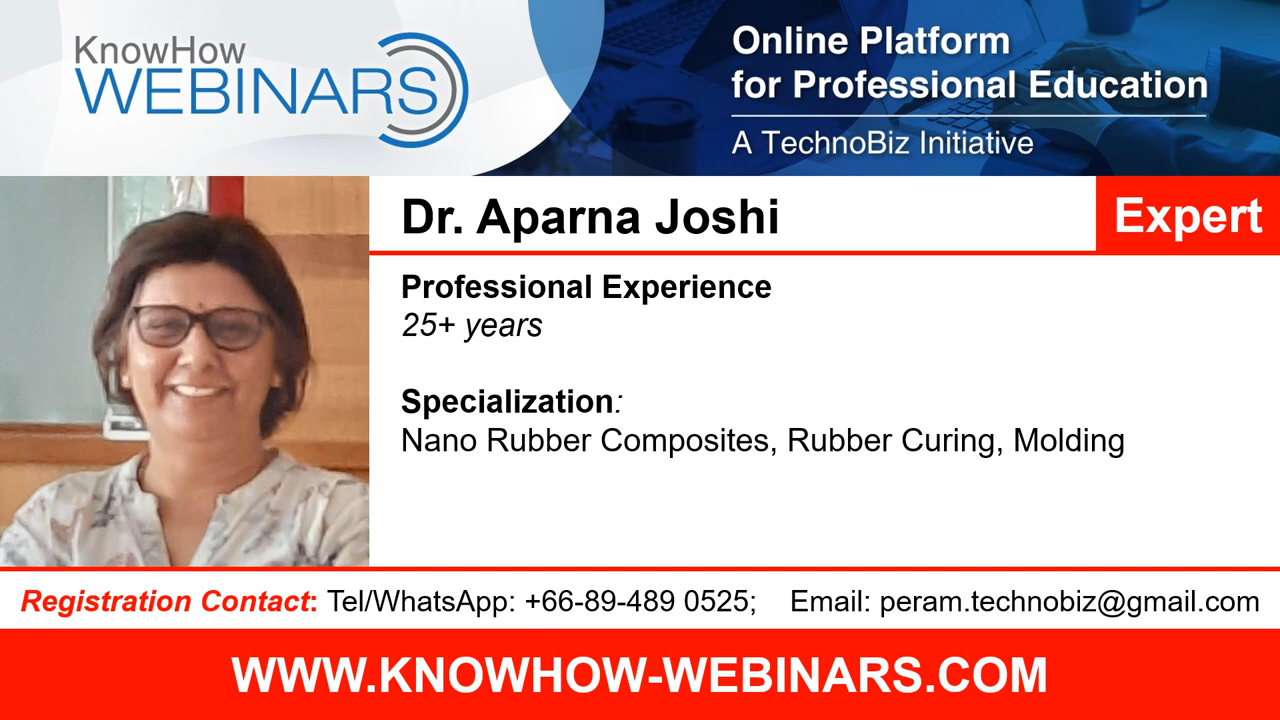 KnowHow
WEBINARS
Online Platform
for Professional Education
A TechnoBiz Initiative
Dr. Aparna Joshi
Expert
Professional Experience
25+ years
Specialization:
Nano Rubber Composites, Rubber Curing, Molding
Registration Contact: Tel/WhatsApp: +66-89-489 0525; Email: peram.technobiz@gmail.com
WWW.KNOWHOW-WEBINARS.COM